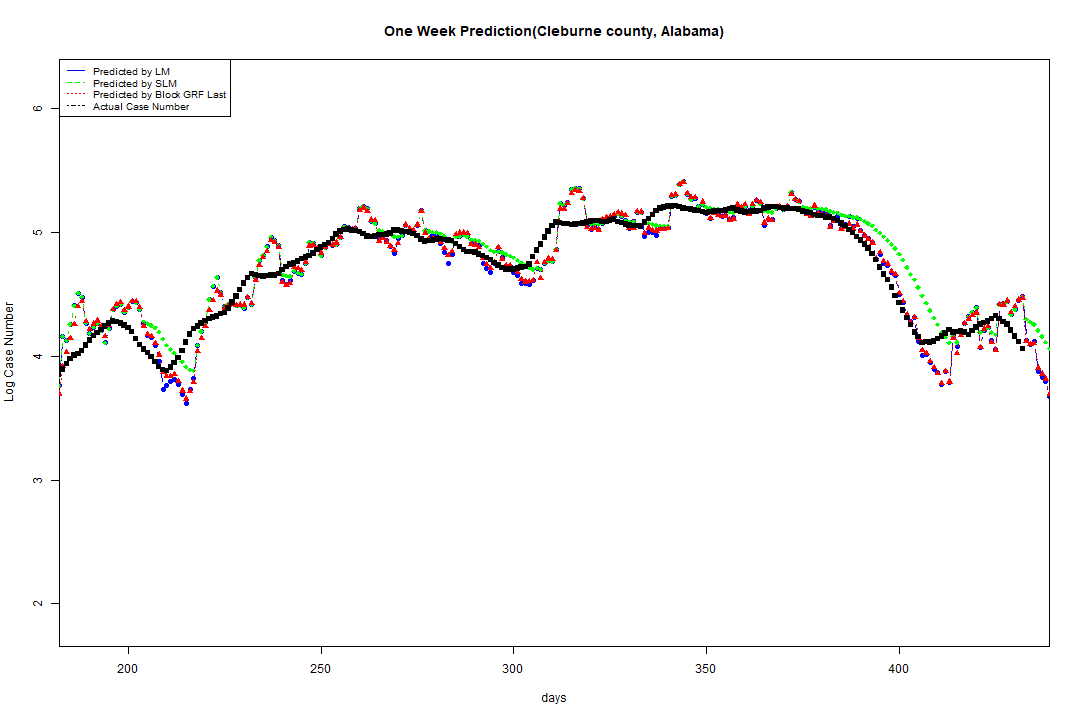 One Week Prediction(Cleburne county, Alabama)
Predicted by LM
Predicted by SLM
Predicted by Block GRF Last
Actual Case Number
6
5
4
3
2
Log Case Number
200 250 300 350 400
days